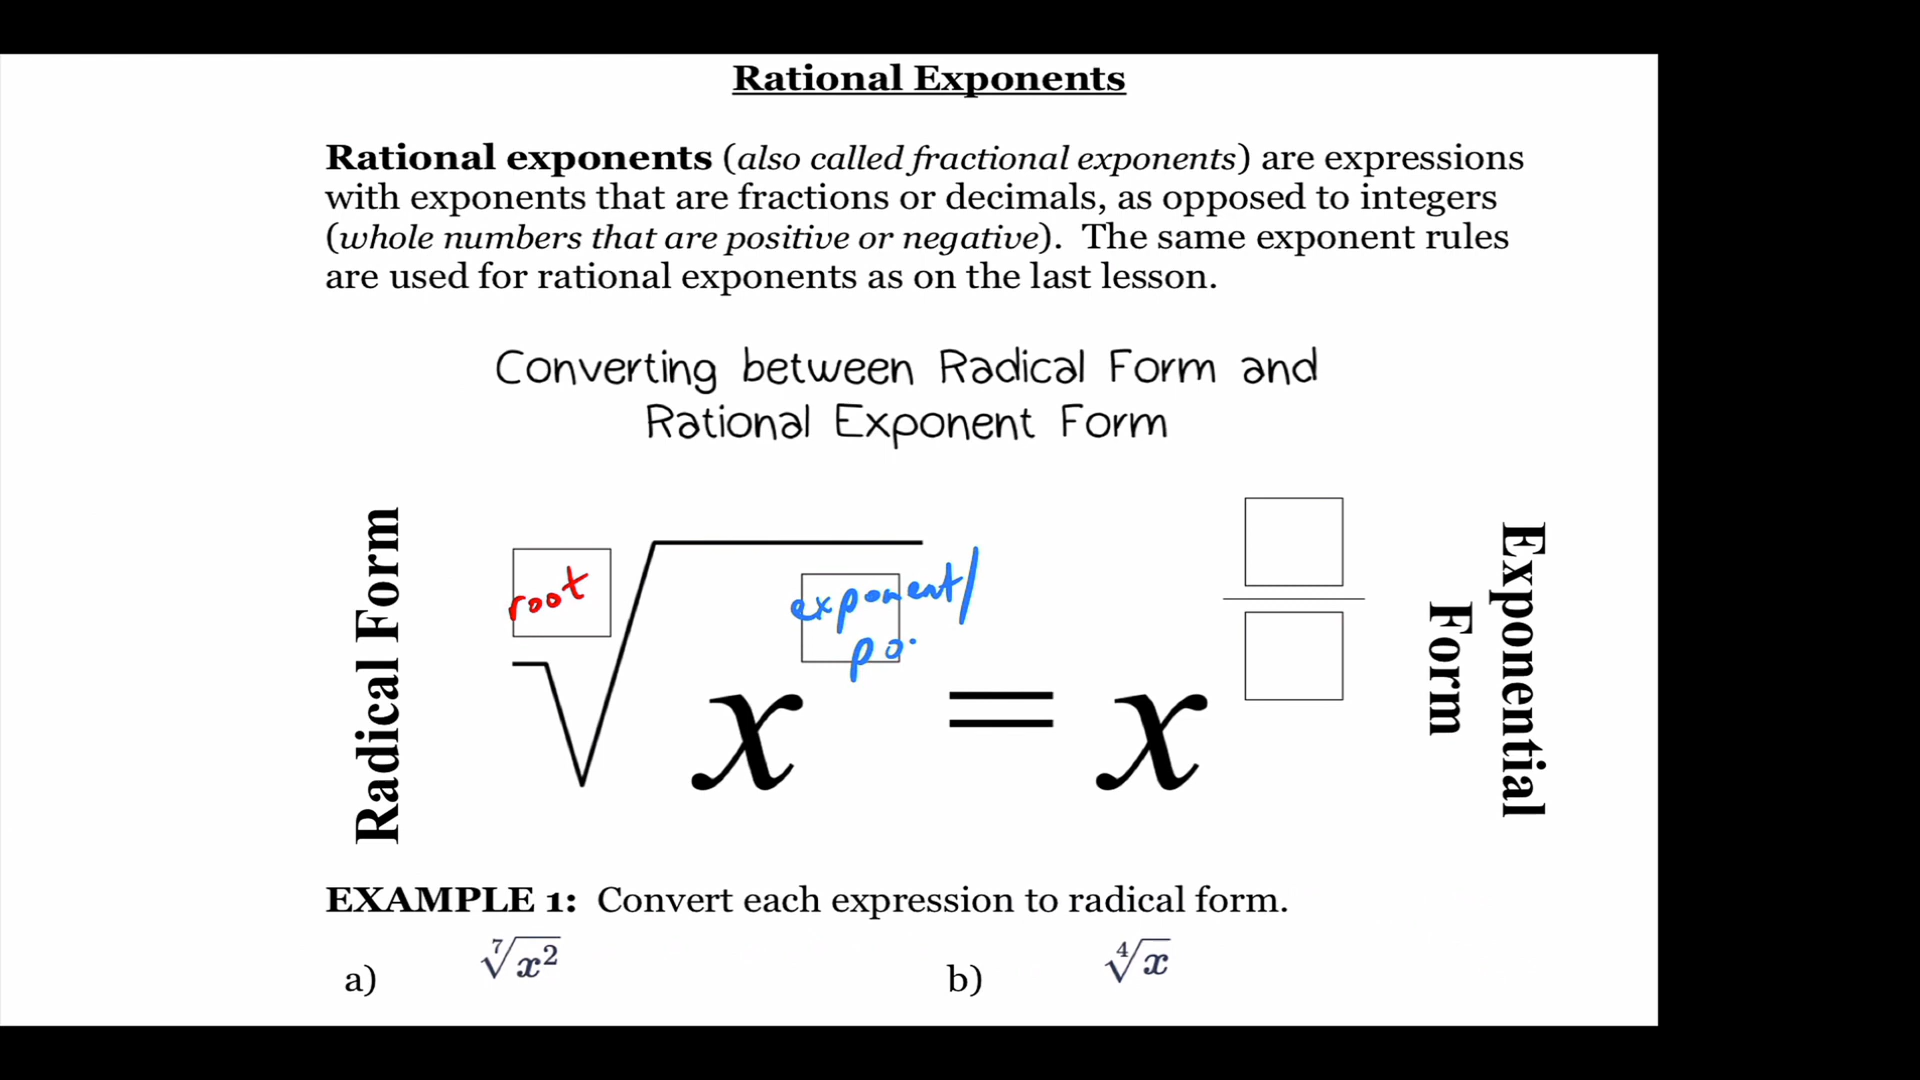 Rational Exponents
Rational exponents (also called fractional exponents) are expressions
with exponents that are fractions or decimals, as opposed to integers
(whole numbers that are positive or negative). The same exponent rules
are used for rational exponents as on the last lesson.
Converting between Radical Form and
Rational Exponent Form
Radical Form
root
exponent/
po
√x = x
Exponential
Form
EXAMPLE 1: Convert each expression to radical form.
a) ⁷√x² b) ⁴√x